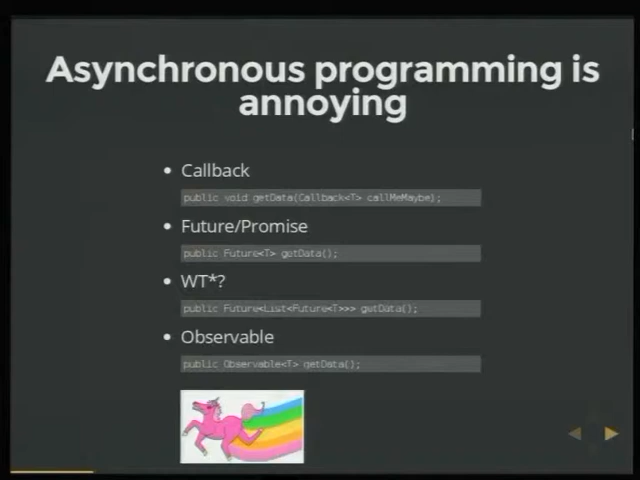 Asynchronous programming is
annoying
Callback
public void getData(Callback<T> callMeMaybe);
Future/Promise
public Future<T> getData();
WT*?
public Future<List<Future<T>>> getData();
Observable
public Observable<T> getData();